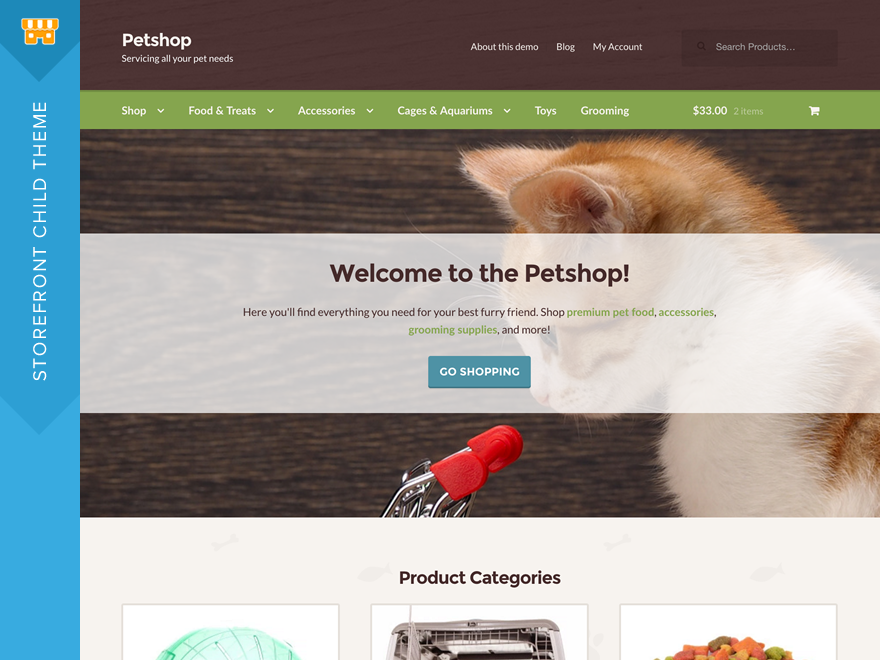 STOREFRONT CHILD THEME
Petshop
Servicing all your pet needs
About this demo Blog My Account
Search Products...
Shop Food & Treats Accessories Cages & Aquariums Toys Grooming $33.00 2 items
Welcome to the Petshop!
Here you'll find everything you need for your best furry friend. Shop premium pet food, accessories,
grooming supplies, and more!
GO SHOPPING
Product Categories